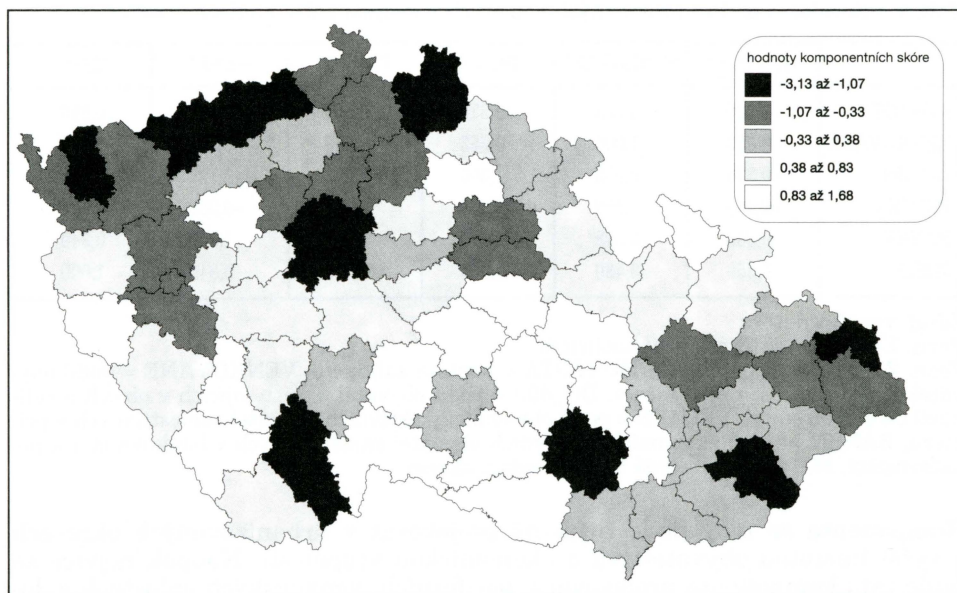 hodnoty komponentních skóre
-3,13 až -1,07
-1,07 až -0,33
-0,33 až 0,38
0,38 až 0,83
0,83 až 1,68